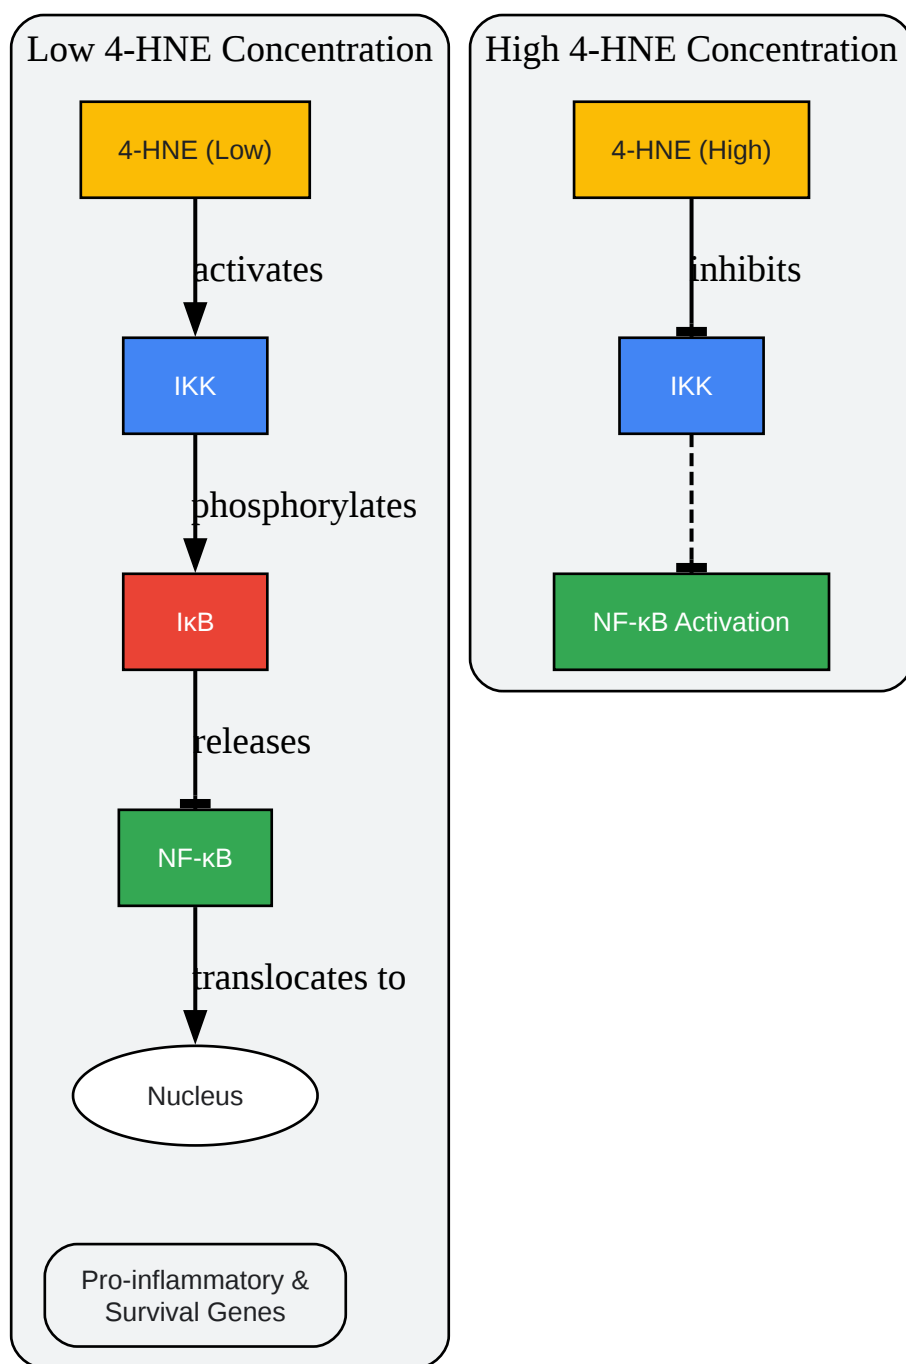 Low 4-HNE Concentration
4-HNE (Low)
activates
IKK
phosphorylates
IκB
releases
NF-κB
translocates to
Nucleus
Pro-inflammatory &
Survival Genes
High 4-HNE Concentration
4-HNE (High)
inhibits
IKK
NF-κB Activation